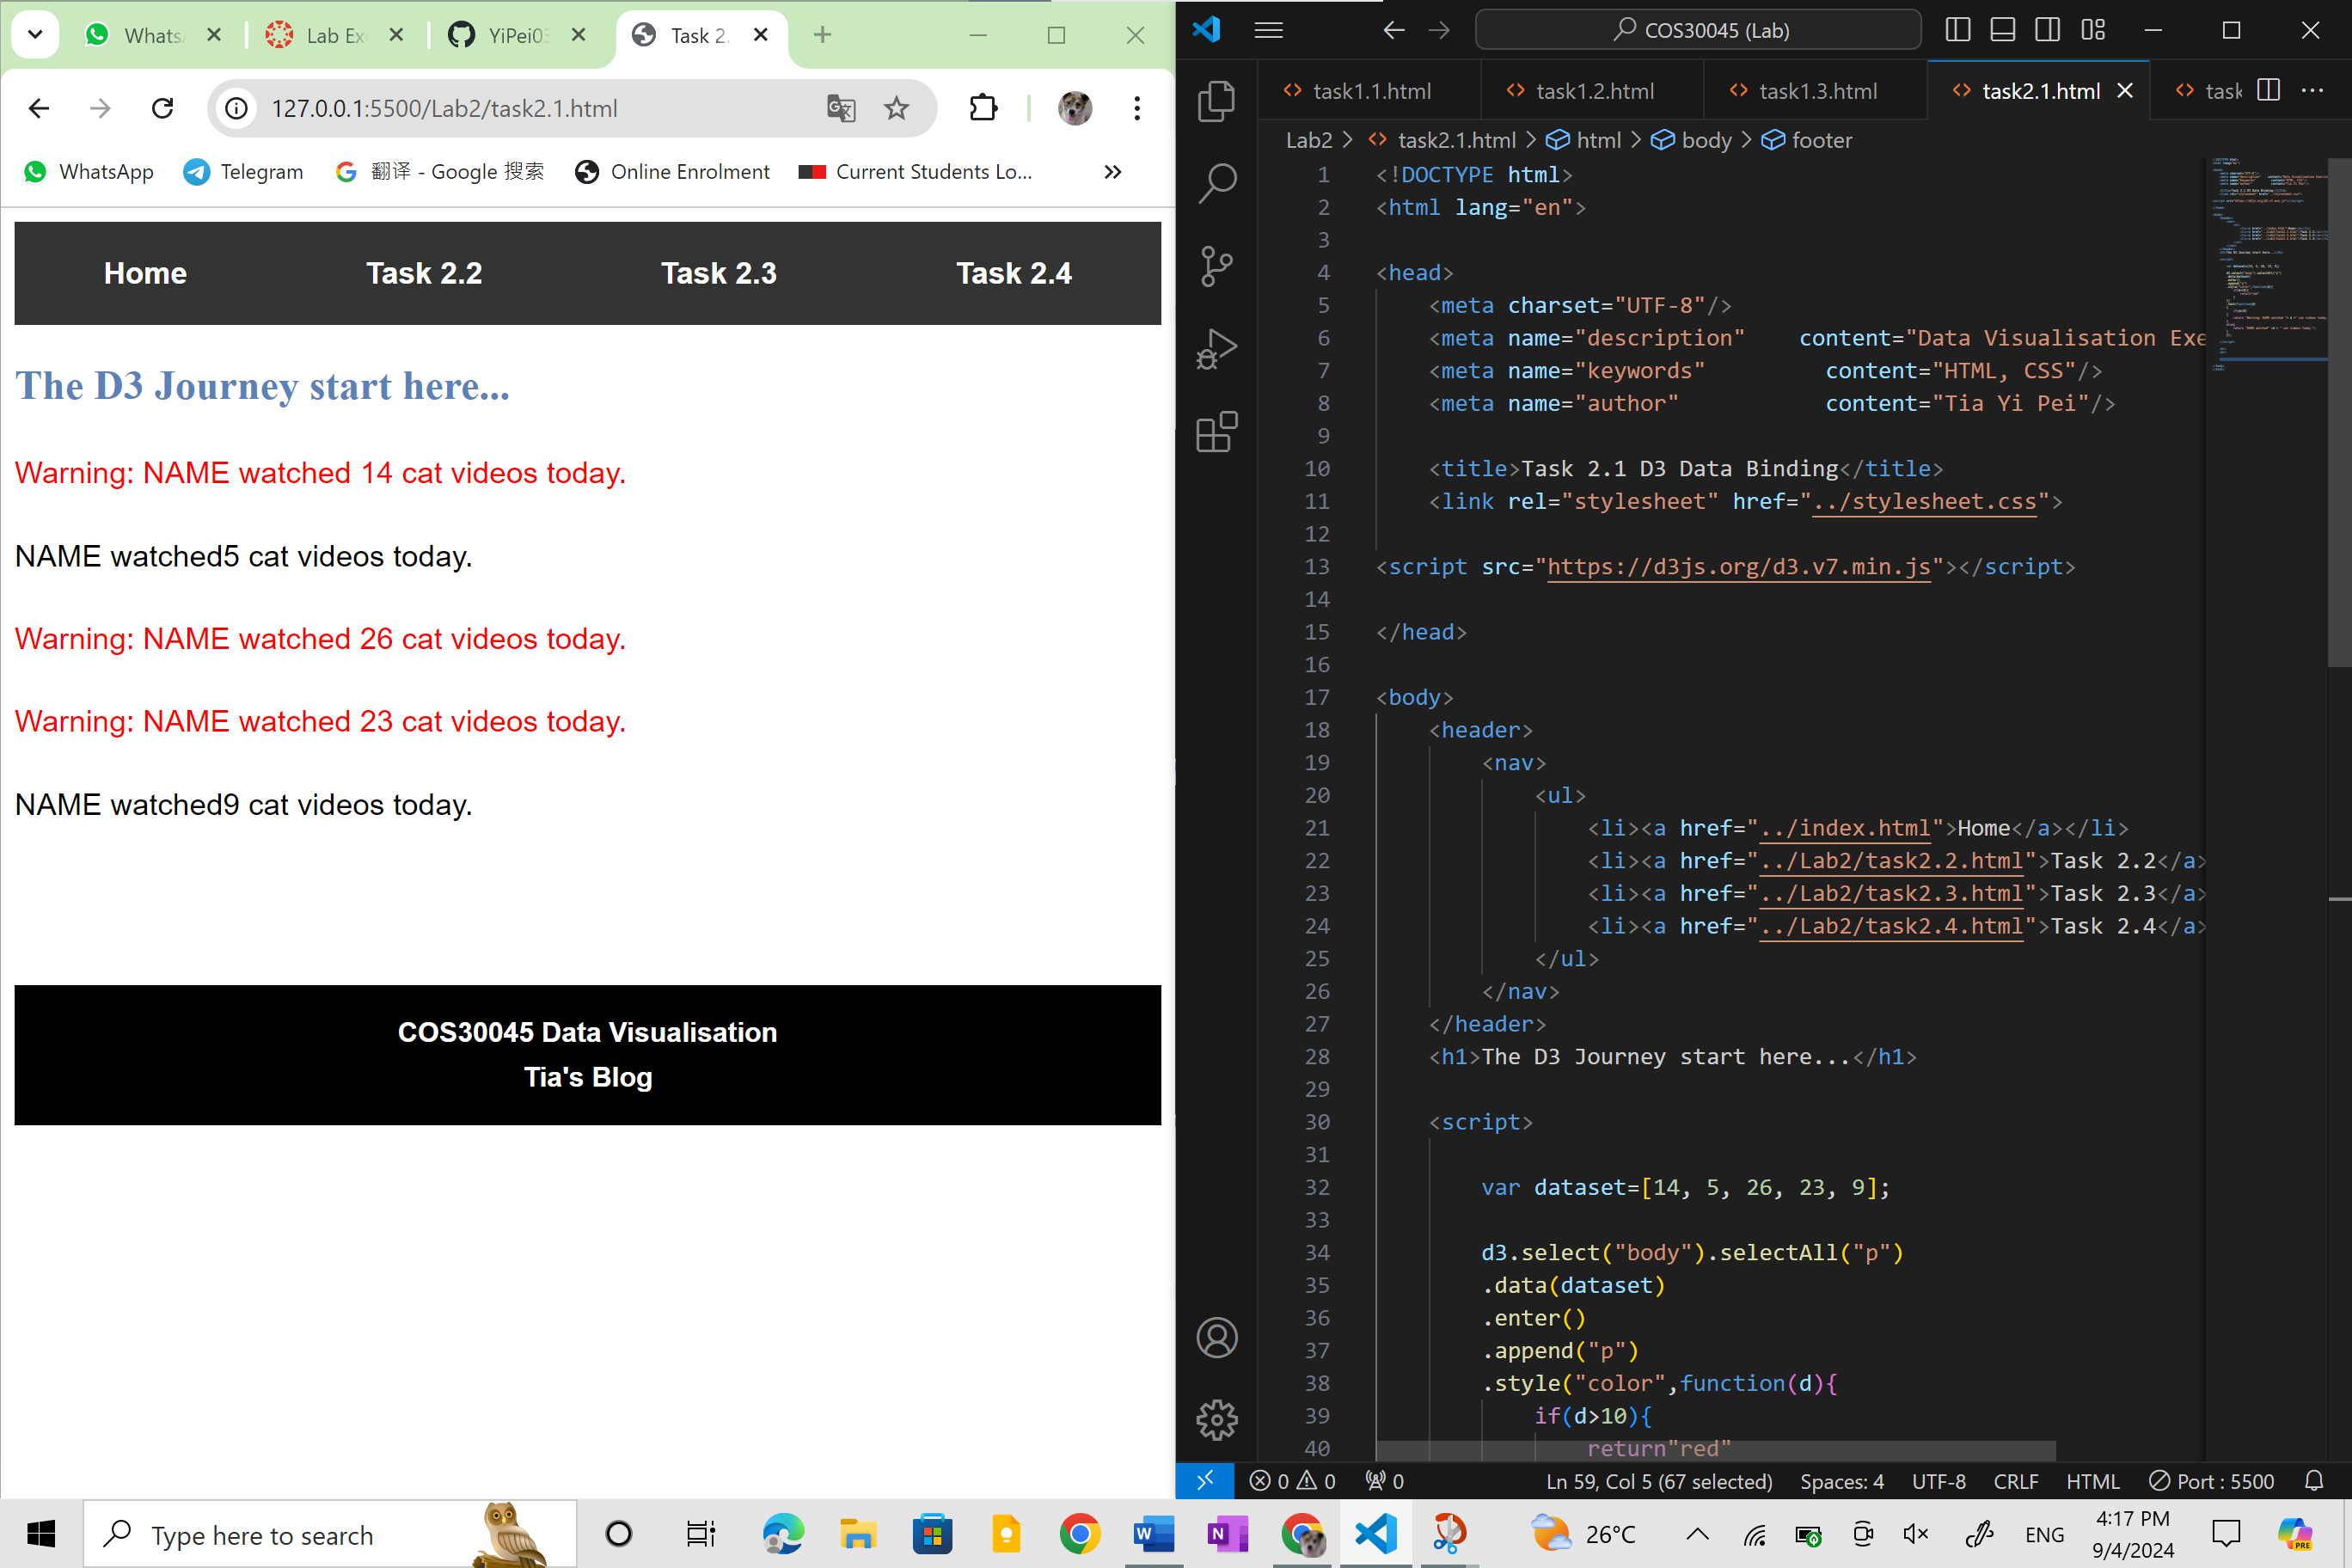 Whats
Lab Ex
YiPei03
Task 2.
127.0.0.1:5500/Lab2/task2.1.html
WhatsApp
Telegram
翻译 - Google 搜索
Online Enrolment
Current Students Lo...
Home
Task 2.2
Task 2.3
Task 2.4
The D3 Journey start here...
Warning: NAME watched 14 cat videos today.
NAME watched5 cat videos today.
Warning: NAME watched 26 cat videos today.
Warning: NAME watched 23 cat videos today.
NAME watched9 cat videos today.
COS30045 Data Visualisation
Tia's Blog
COS30045 (Lab)
task1.1.html
task1.2.html
task1.3.html
task2.1.html
task
Lab2 > task2.1.html > html > body > footer
1 <!DOCTYPE html>
2 <html lang="en">
3
4 <head>
5 <meta charset="UTF-8"/>
6 <meta name="description" content="Data Visualisation Exe
7 <meta name="keywords" content="HTML, CSS"/>
8 <meta name="author" content="Tia Yi Pei"/>
9
10 <title>Task 2.1 D3 Data Binding</title>
11 <link rel="stylesheet" href="../stylesheet.css">
12
13 <script src="https://d3js.org/d3.v7.min.js"></script>
14
15 </head>
16
17 <body>
18 <header>
19 <nav>
20 <ul>
21 <li><a href="../index.html">Home</a></li>
22 <li><a href="../Lab2/task2.2.html">Task 2.2</a>
23 <li><a href="../Lab2/task2.3.html">Task 2.3</a>
24 <li><a href="../Lab2/task2.4.html">Task 2.4</a>
25 </ul>
26 </nav>
27 </header>
28 <h1>The D3 Journey start here...</h1>
29
30 <script>
31
32 var dataset=[14, 5, 26, 23, 9];
33
34 d3.select("body").selectAll("p")
35 .data(dataset)
36 .enter()
37 .append("p")
38 .style("color",function(d){
39 if(d>10){
40 return"red"
0 0 0
Ln 59, Col 5 (67 selected)
Spaces: 4
UTF-8
CRLF
HTML
Port : 5500
Type here to search
26°C
ENG
4:17 PM
9/4/2024
PRE